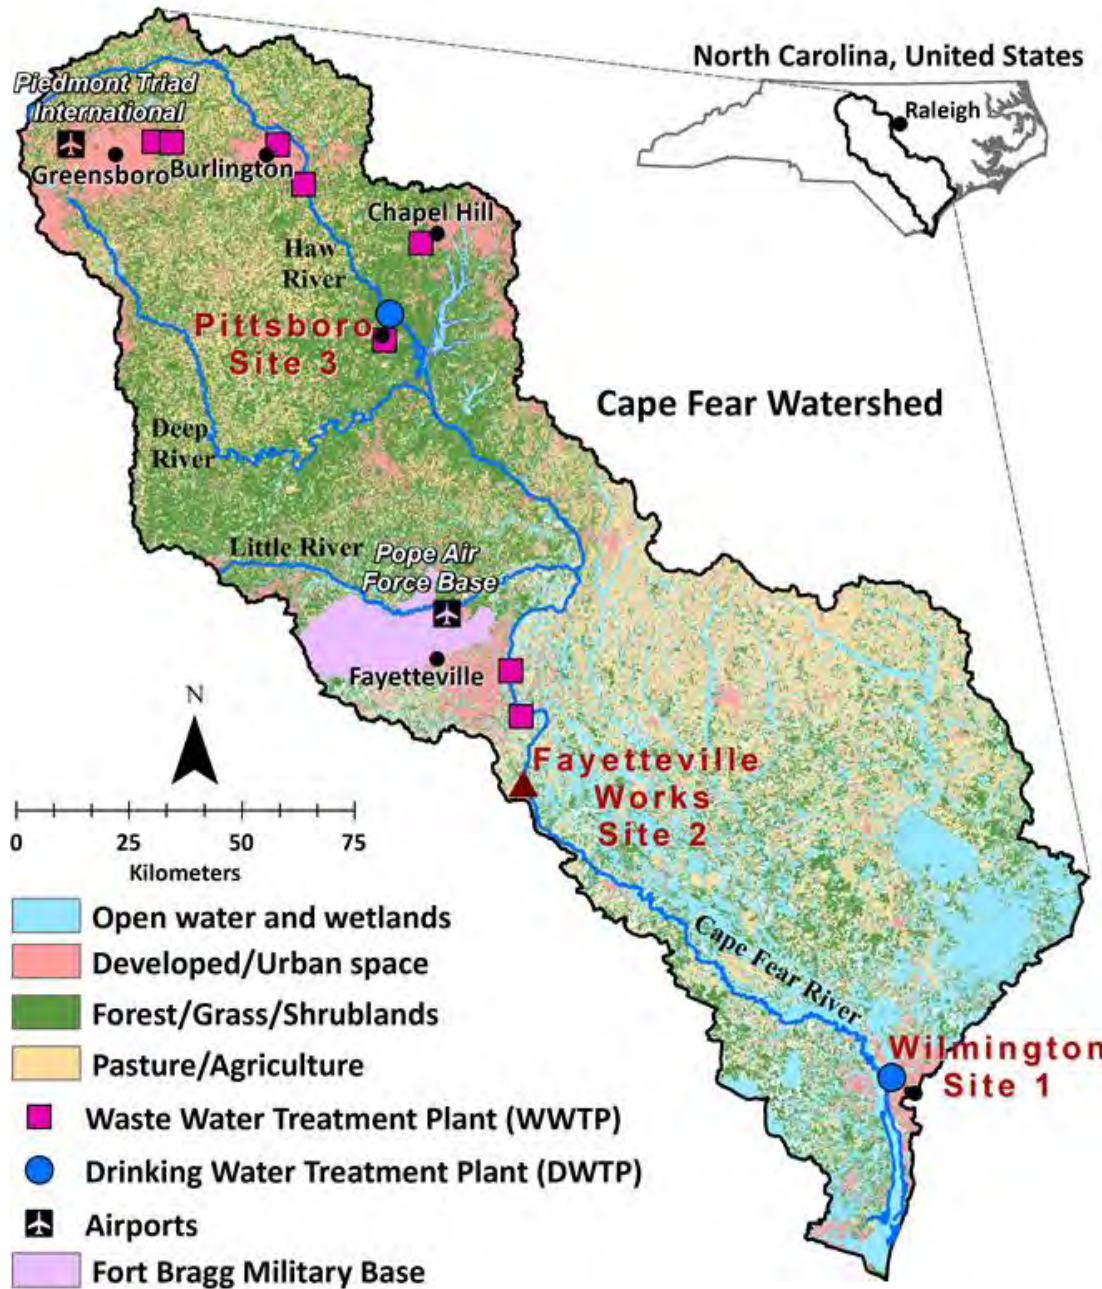 North Carolina, United States
Raleigh
Piedmont Triad
International
Greensboro
Burlington
Chapel Hill
Haw
River
Pittsboro
Site 3
Cape Fear Watershed
Deep
River
Little River
Pope Air
Force Base
Fayetteville
N
Fayetteville
Works
Site 2
0 25 50 75
Kilometers
Cape Fear River
Wilmington
Site 1
Open water and wetlands
Developed/Urban space
Forest/Grass/Shrublands
Pasture/Agriculture
Waste Water Treatment Plant (WWTP)
Drinking Water Treatment Plant (DWTP)
Airports
Fort Bragg Military Base